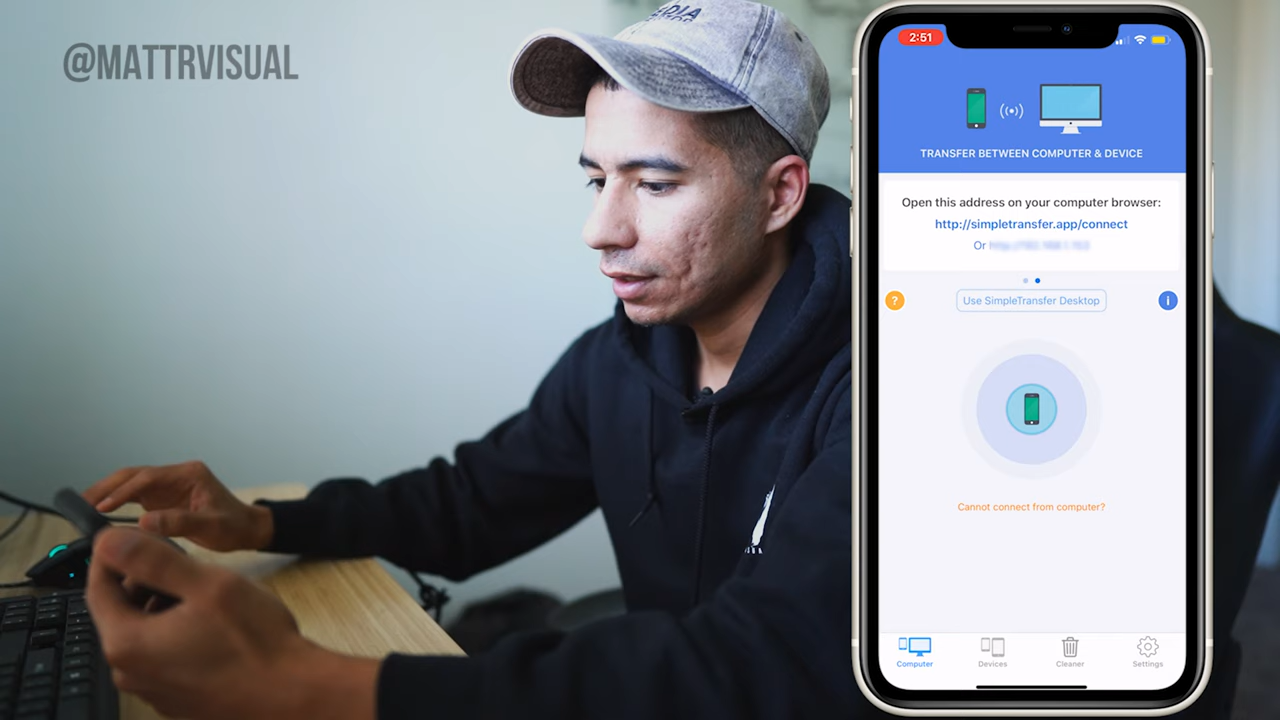 @MATTRVISUAL
2:51
TRANSFER BETWEEN COMPUTER & DEVICE
Open this address on your computer browser:
http://simpletransfer.app/connect
Or
?
Use SimpleTransfer Desktop
i
Cannot connect from computer?
Computer
Devices
Cleaner
Settings